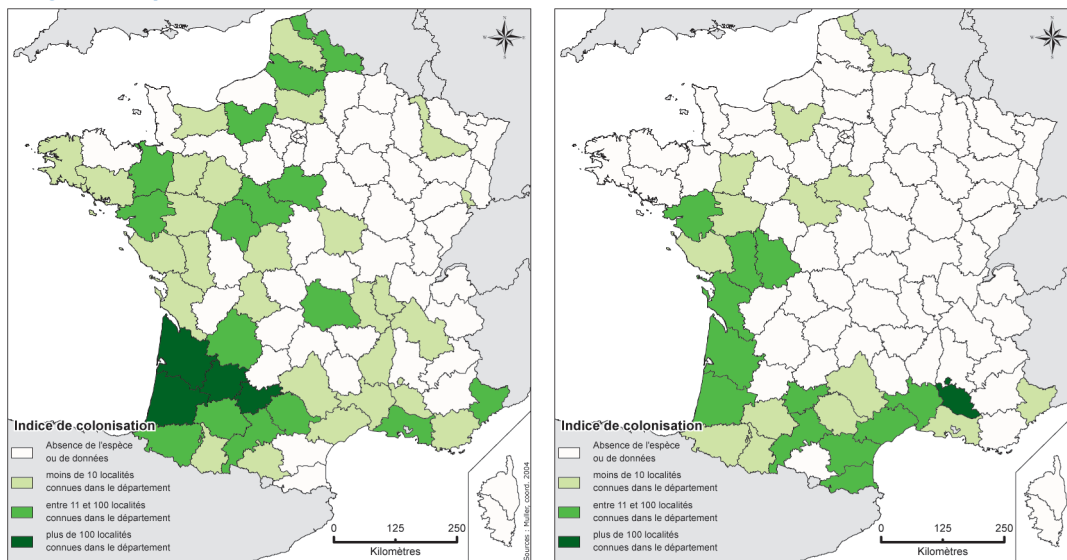 Indice de colonisation
Absence de l'espèce
ou de données
moins de 10 localités
connues dans le département
entre 11 et 100 localités
connues dans le département
plus de 100 localités
connues dans le département
0 125 250
Kilomètres
Sources : Muller, coord. 2004
Indice de colonisation
Absence de l'espèce
ou de données
moins de 10 localités
connues dans le département
entre 11 et 100 localités
connues dans le département
plus de 100 localités
connues dans le département
0 125 250
Kilomètres